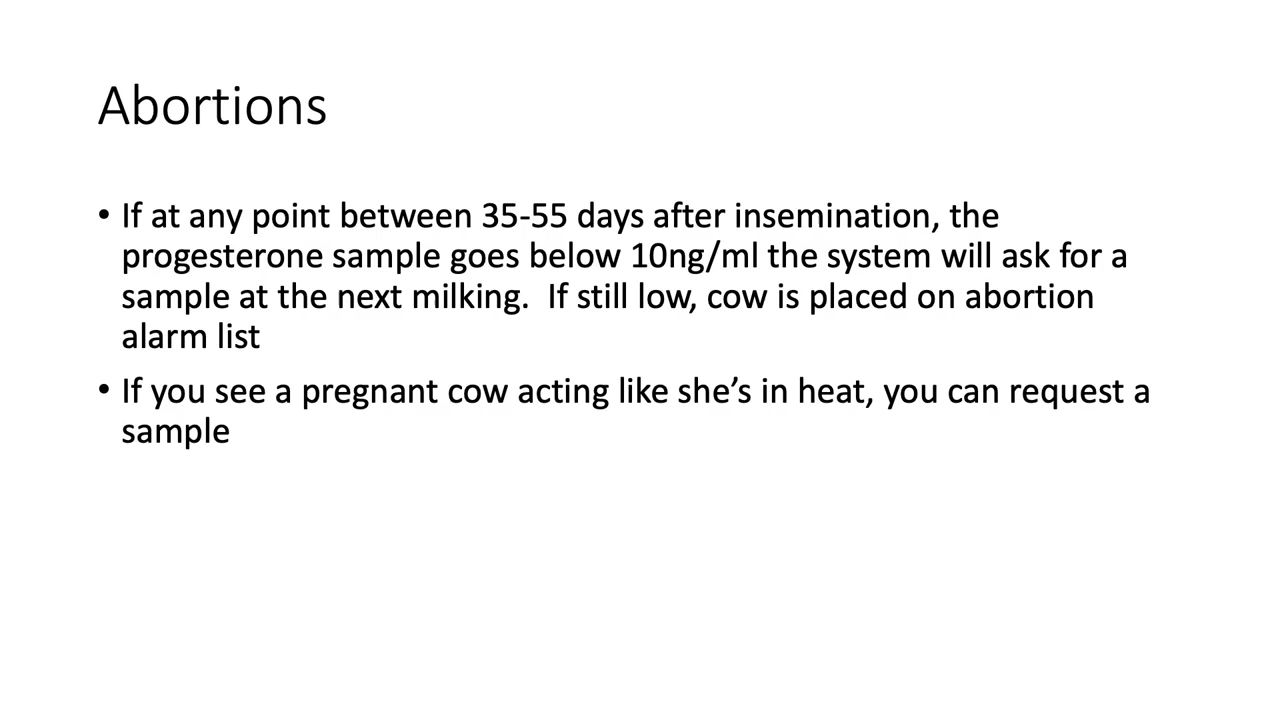 Abortions
• If at any point between 35-55 days after insemination, the
progesterone sample goes below 10ng/ml the system will ask for a
sample at the next milking.  If still low, cow is placed on abortion
alarm list
• If you see a pregnant cow acting like she’s in heat, you can request a
sample